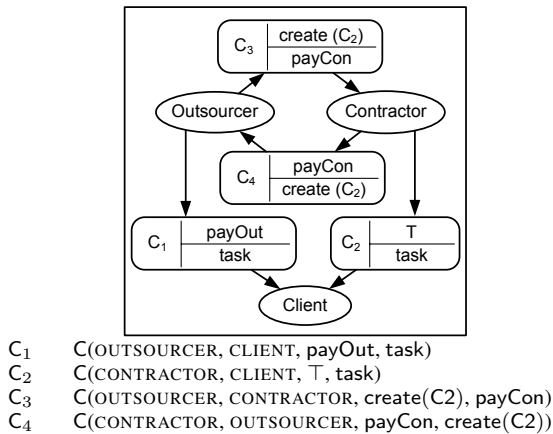 C₃ create (C₂)
payCon
Outsourcer Contractor
C₄ payCon
create (C₂)
C₁ payOut
task
C₂ T
task
Client
C₁ C(OUTSOURCER, CLIENT, payOut, task)
C₂ C(CONTRACTOR, CLIENT, ⊤, task)
C₃ C(OUTSOURCER, CONTRACTOR, create(C2), payCon)
C₄ C(CONTRACTOR, OUTSOURCER, payCon, create(C2))